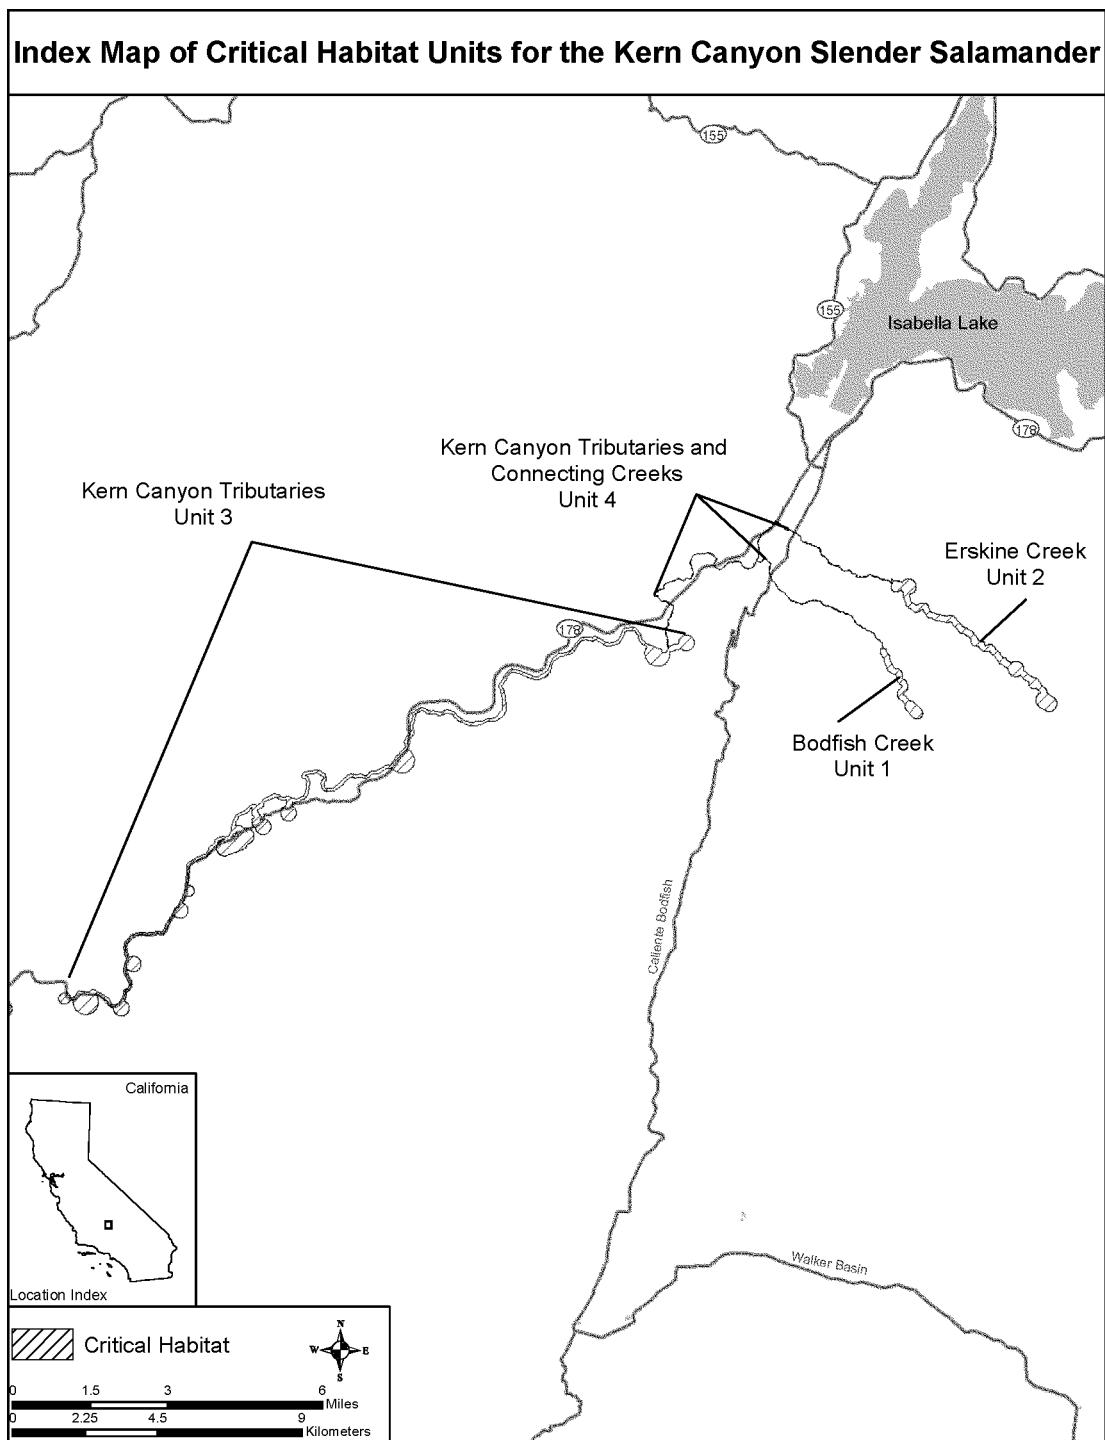 Index Map of Critical Habitat Units for the Kern Canyon Slender Salamander
155
155
Isabella Lake
178
Kern Canyon Tributaries and
Connecting Creeks
Unit 4
Kern Canyon Tributaries
Unit 3
Erskine Creek
Unit 2
178
Bodfish Creek
Unit 1
Caliente Bodfish
California
Location Index
Walker Basin
Critical Habitat
N
W E
S
0 1.5 3 6
Miles
0 2.25 4.5 9
Kilometers